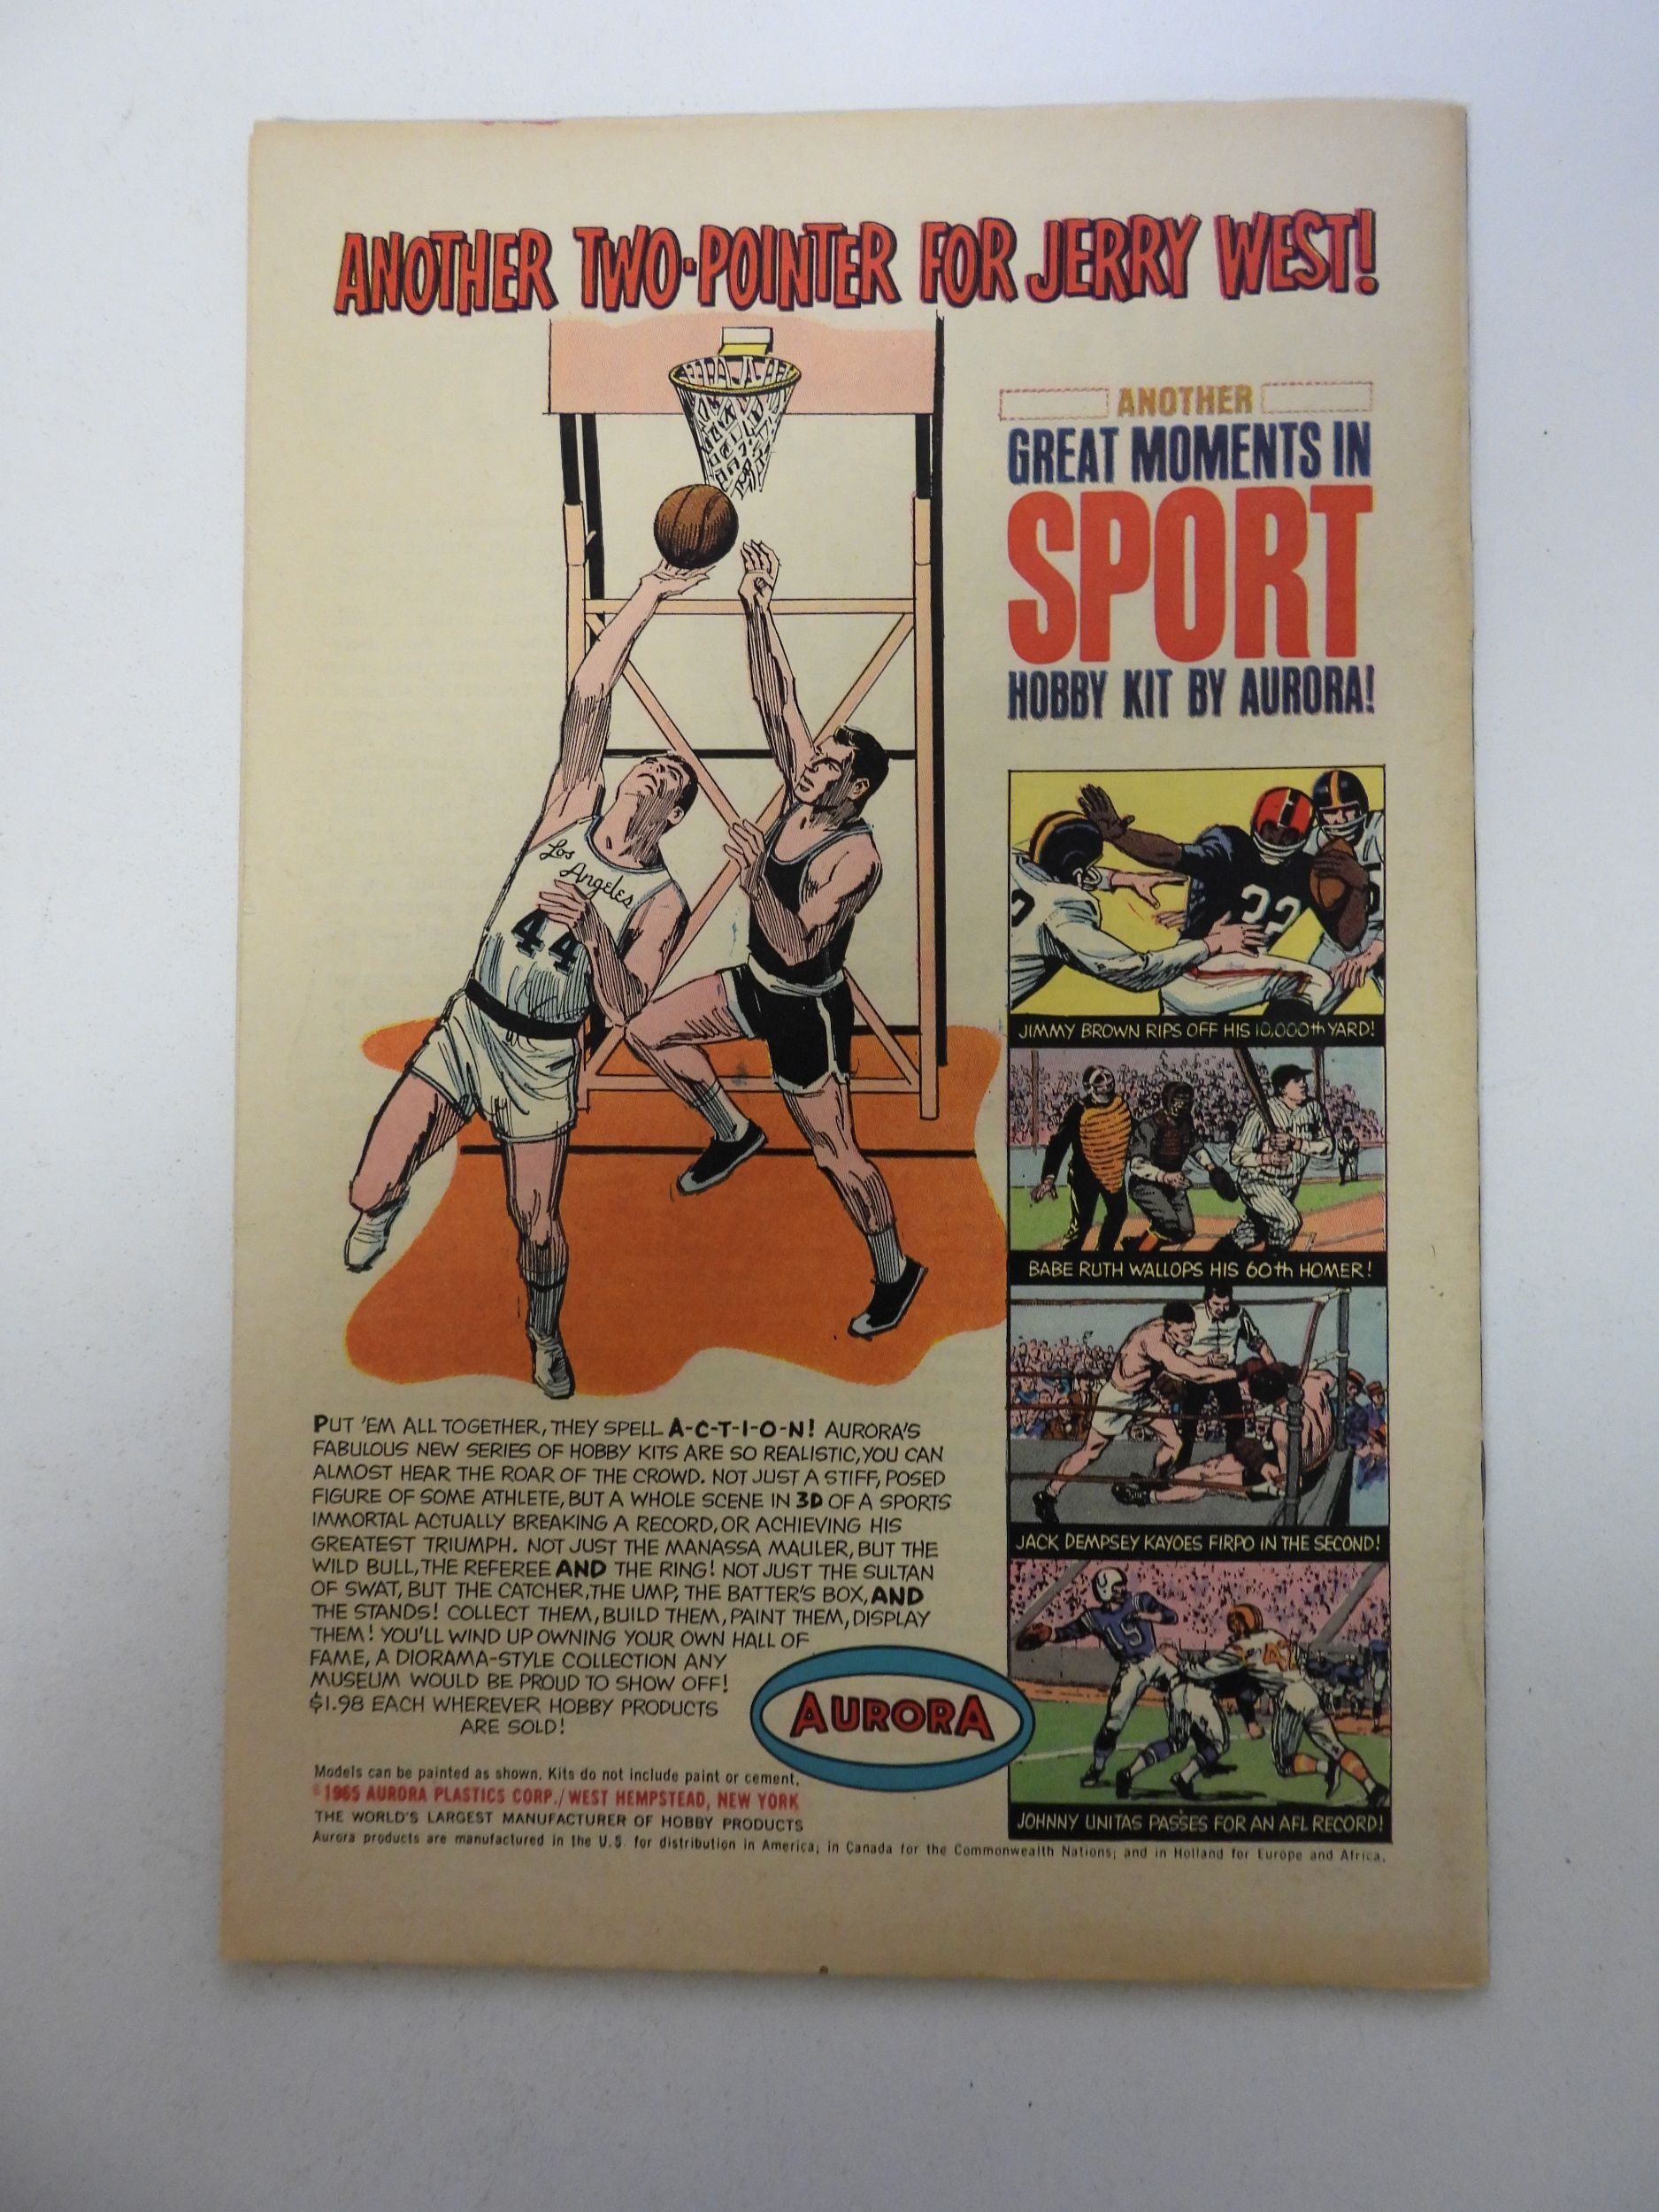 ANOTHER TWO-POINTER FOR JERRY WEST!
ANOTHER
GREAT MOMENTS IN
SPORT
HOBBY KIT BY AURORA!
Los
Angeles
44
32
JIMMY BROWN RIPS OFF HIS 10,000th YARD!
BABE RUTH WALLOPS HIS 60th HOMER!
JACK DEMPSEY KAYOES FIRPO IN THE SECOND!
15
JOHNNY UNITAS PASSES FOR AN AFL RECORD!
PUT 'EM ALL TOGETHER, THEY SPELL A-C-T-I-O-N! AURORA'S
FABULOUS NEW SERIES OF HOBBY KITS ARE SO REALISTIC, YOU CAN
ALMOST HEAR THE ROAR OF THE CROWD. NOT JUST A STIFF, POSED
FIGURE OF SOME ATHLETE, BUT A WHOLE SCENE IN 3D OF A SPORTS
IMMORTAL ACTUALLY BREAKING A RECORD, OR ACHIEVING HIS
GREATEST TRIUMPH. NOT JUST THE MANASSA MAULER, BUT THE
WILD BULL, THE REFEREE AND THE RING! NOT JUST THE SULTAN
OF SWAT, BUT THE CATCHER, THE UMP, THE BATTER'S BOX, AND
THE STANDS! COLLECT THEM, BUILD THEM, PAINT THEM, DISPLAY
THEM! YOU'LL WIND UP OWNING YOUR OWN HALL OF
FAME, A DIORAMA-STYLE COLLECTION ANY
MUSEUM WOULD BE PROUD TO SHOW OFF!
$1.98 EACH WHEREVER HOBBY PRODUCTS
ARE SOLD!
AURORA
Models can be painted as shown. Kits do not include paint or cement.
©1965 AURORA PLASTICS CORP./WEST HEMPSTEAD, NEW YORK
THE WORLD'S LARGEST MANUFACTURER OF HOBBY PRODUCTS
Aurora products are manufactured in the U.S. for distribution in America; in Canada for the Commonwealth Nations; and in Holland for Europe and Africa.